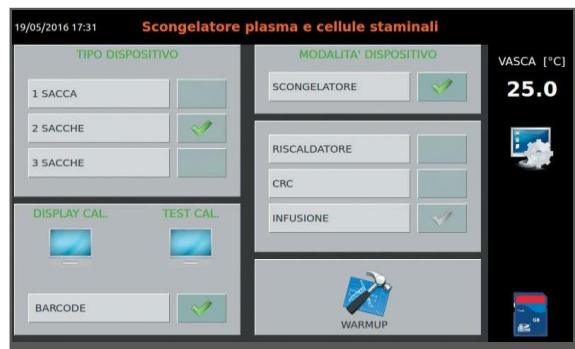 19/05/2016 17:31
Scongelatore plasma e cellule staminali
TIPO DISPOSITIVO
1 SACCA
2 SACCHE
3 SACCHE
DISPLAY CAL.
TEST CAL.
BARCODE
MODALITA' DISPOSITIVO
SCONGELATORE
RISCALDATORE
CRC
INFUSIONE
WARMUP
VASCA [°C]
25.0
GB